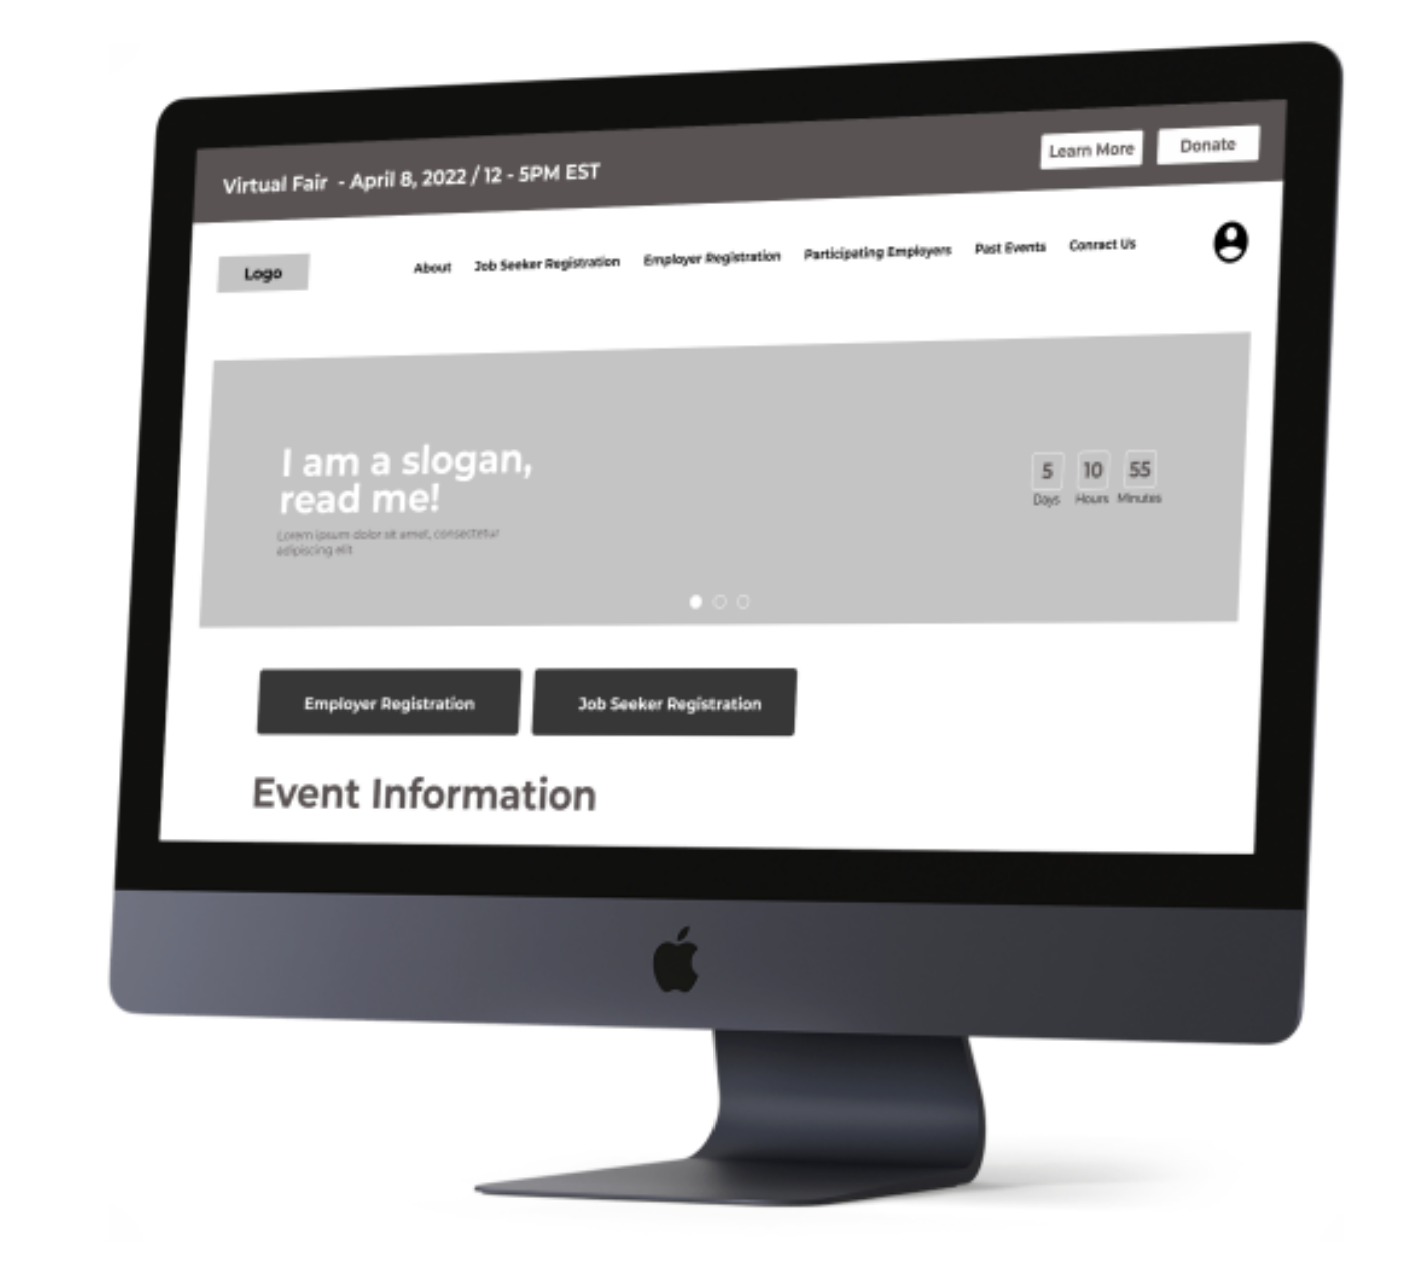 Virtual Fair - April 8, 2022 / 12 - 5PM EST
Learn More
Donate
Logo
About
Job Seeker Registration
Employer Registration
Participating Employers
Past Events
Conract Us
I am a slogan,
read me!
Lorem ipsum dolor sit amet, consectetur
adipiscing elit
5
10
55
Days
Hours
Minutes
Employer Registration
Job Seeker Registration
Event Information